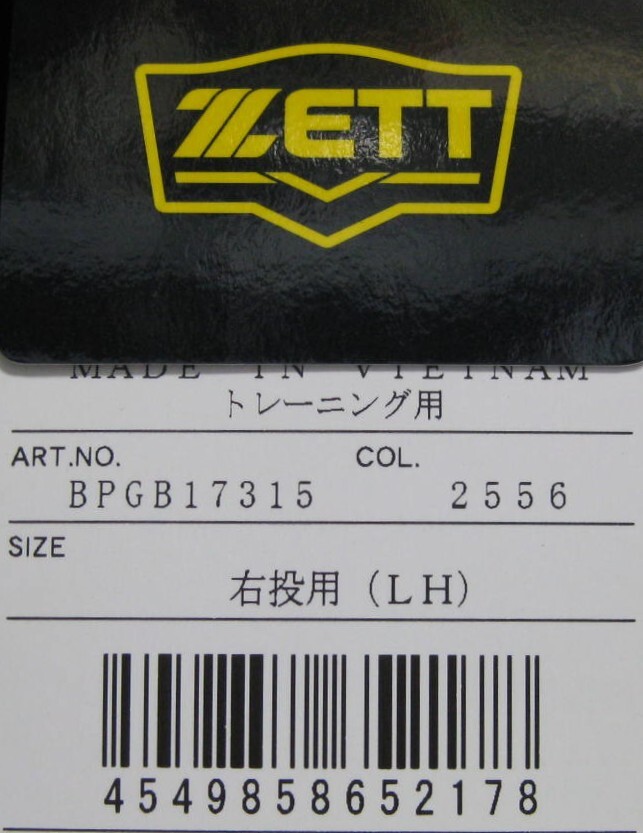 ZETT
MADE IN VIETNAM
トレーニング用
ART.NO. COL.
BPGB17315 2556
SIZE
右投用（LH）
4549858652178